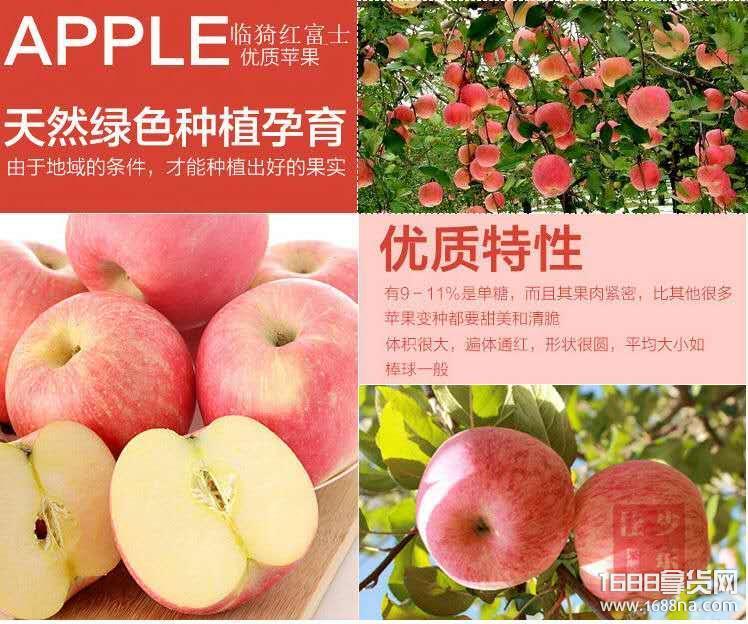 APPLE 临猗红富士
优质苹果
天然绿色种植孕育
由于地域的条件，才能种植出好的果实
优质特性
有9-11%是单糖，而且其果肉紧密，比其他很多
苹果变种都要甜美和清脆
体积很大，遍体通红，形状很圆，平均大小如
棒球一般
1688拿货网
www.1688na.com